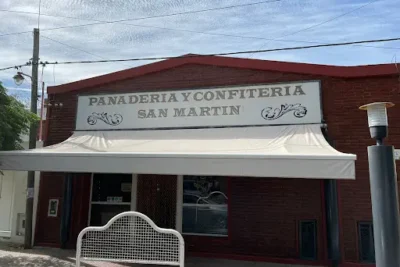 PANADERIA Y CONFITERIA
SAN MARTIN